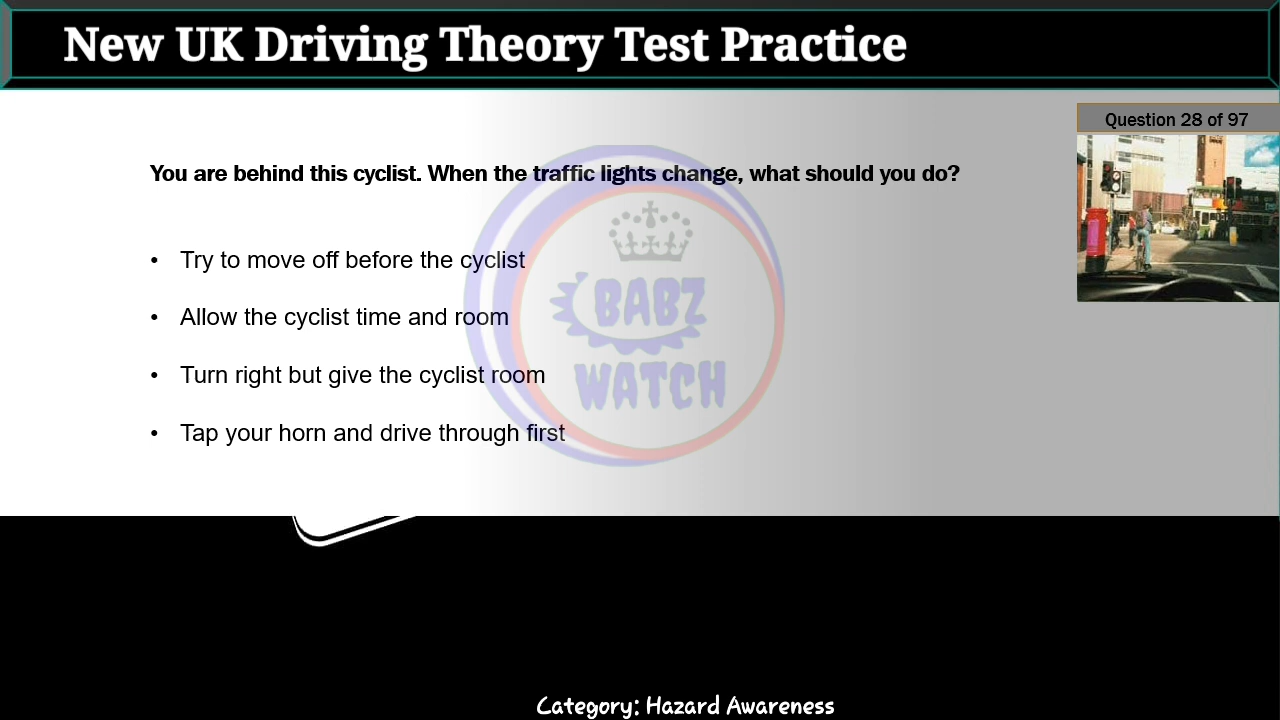 New UK Driving Theory Test Practice
Question 28 of 97
You are behind this cyclist. When the traffic lights change, what should you do?
• Try to move off before the cyclist
• Allow the cyclist time and room
• Turn right but give the cyclist room
• Tap your horn and drive through first
BABZ
WATCH
Category: Hazard Awareness